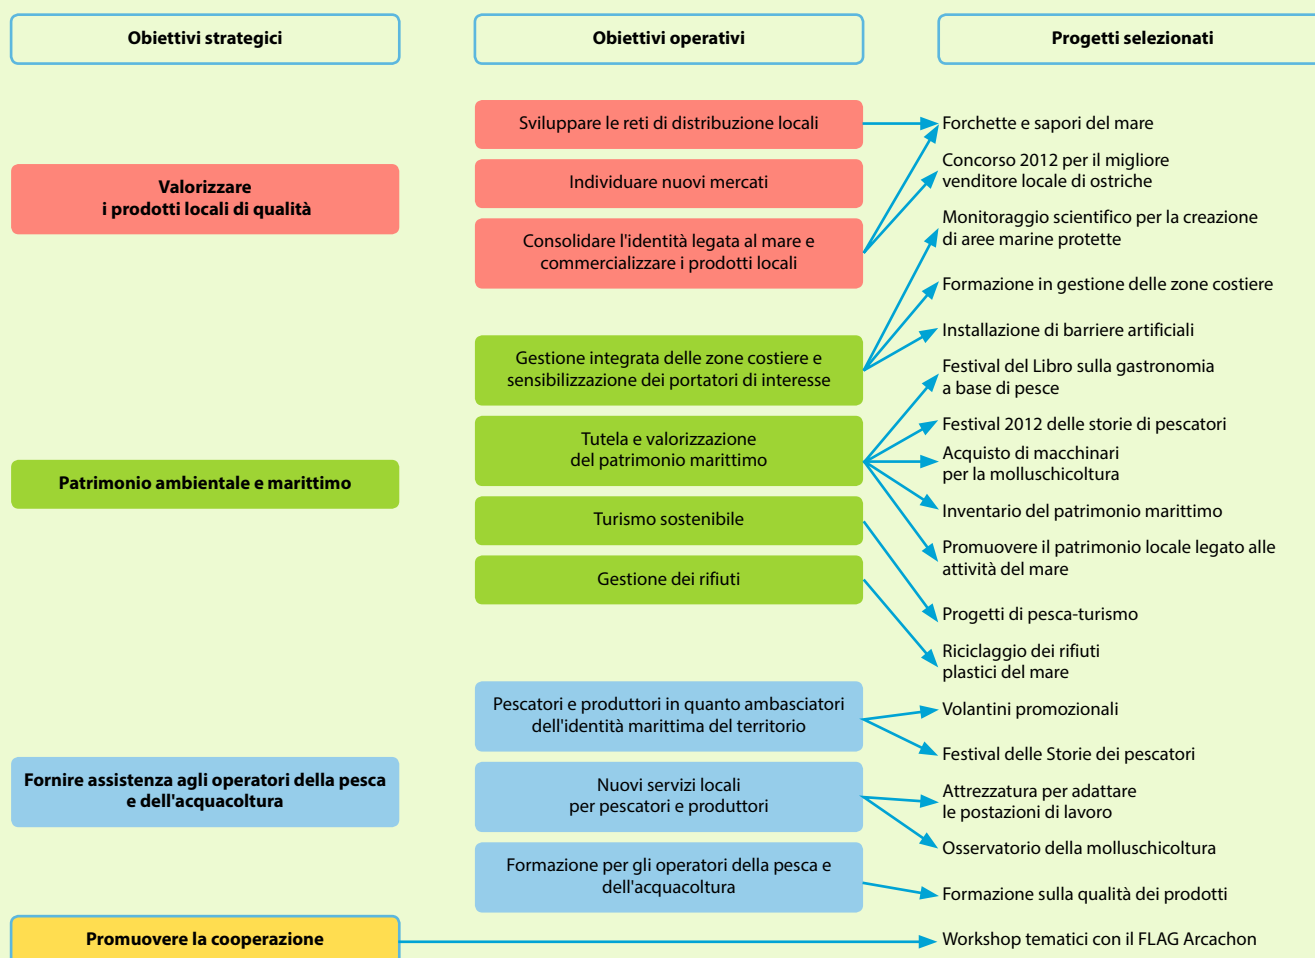 Obiettivi strategici
Obiettivi operativi
Progetti selezionati
Valorizzare
i prodotti locali di qualità
Sviluppare le reti di distribuzione locali
Individuare nuovi mercati
Consolidare l'identità legata al mare e
commercializzare i prodotti locali
Forchette e sapori del mare
Concorso 2012 per il migliore
venditore locale di ostriche
Monitoraggio scientifico per la creazione
di aree marine protette
Formazione in gestione delle zone costiere
Installazione di barriere artificiali
Patrimonio ambientale e marittimo
Gestione integrata delle zone costiere e
sensibilizzazione dei portatori di interesse
Tutela e valorizzazione
del patrimonio marittimo
Turismo sostenibile
Gestione dei rifiuti
Festival del Libro sulla gastronomia
a base di pesce
Festival 2012 delle storie di pescatori
Acquisto di macchinari
per la molluschicoltura
Inventario del patrimonio marittimo
Promuovere il patrimonio locale legato alle
attività del mare
Progetti di pesca-turismo
Riciclaggio dei rifiuti
plastici del mare
Fornire assistenza agli operatori della pesca
e dell'acquacoltura
Pescatori e produttori in quanto ambasciatori
dell'identità marittima del territorio
Nuovi servizi locali
per pescatori e produttori
Formazione per gli operatori della pesca e
dell'acquacoltura
Volantini promozionali
Festival delle Storie dei pescatori
Attrezzatura per adattare
le postazioni di lavoro
Osservatorio della molluschicoltura
Formazione sulla qualità dei prodotti
Promuovere la cooperazione
Workshop tematici con il FLAG Arcachon